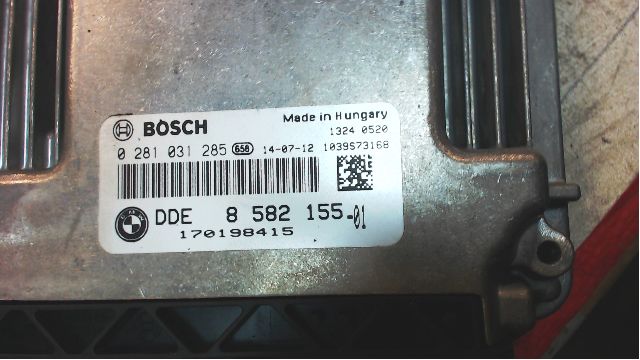 BOSCH Made in Hungary
1324 0520
0 281 031 285 658 14-07-12 1039S73168
DDE 8 582 155-01
170198415